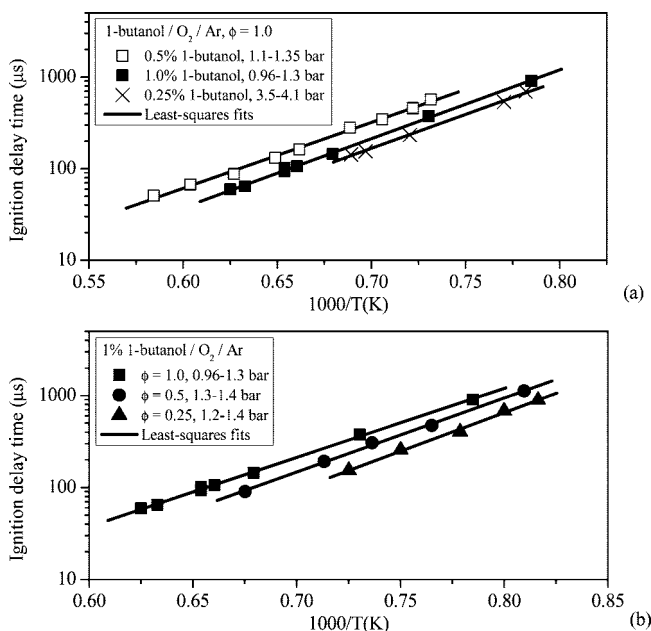 1-butanol / O2 / Ar, ϕ = 1.0
0.5% 1-butanol, 1.1-1.35 bar
1.0% 1-butanol, 0.96-1.3 bar
0.25% 1-butanol, 3.5-4.1 bar
Least-squares fits
Ignition delay time (μs)
1000
100
10
0.55
0.60
0.65
0.70
0.75
0.80
1000/T(K)
(a)
1% 1-butanol / O2 / Ar
ϕ = 1.0, 0.96-1.3 bar
ϕ = 0.5, 1.3-1.4 bar
ϕ = 0.25, 1.2-1.4 bar
Least-squares fits
Ignition delay time (μs)
1000
100
10
0.60
0.65
0.70
0.75
0.80
0.85
1000/T(K)
(b)